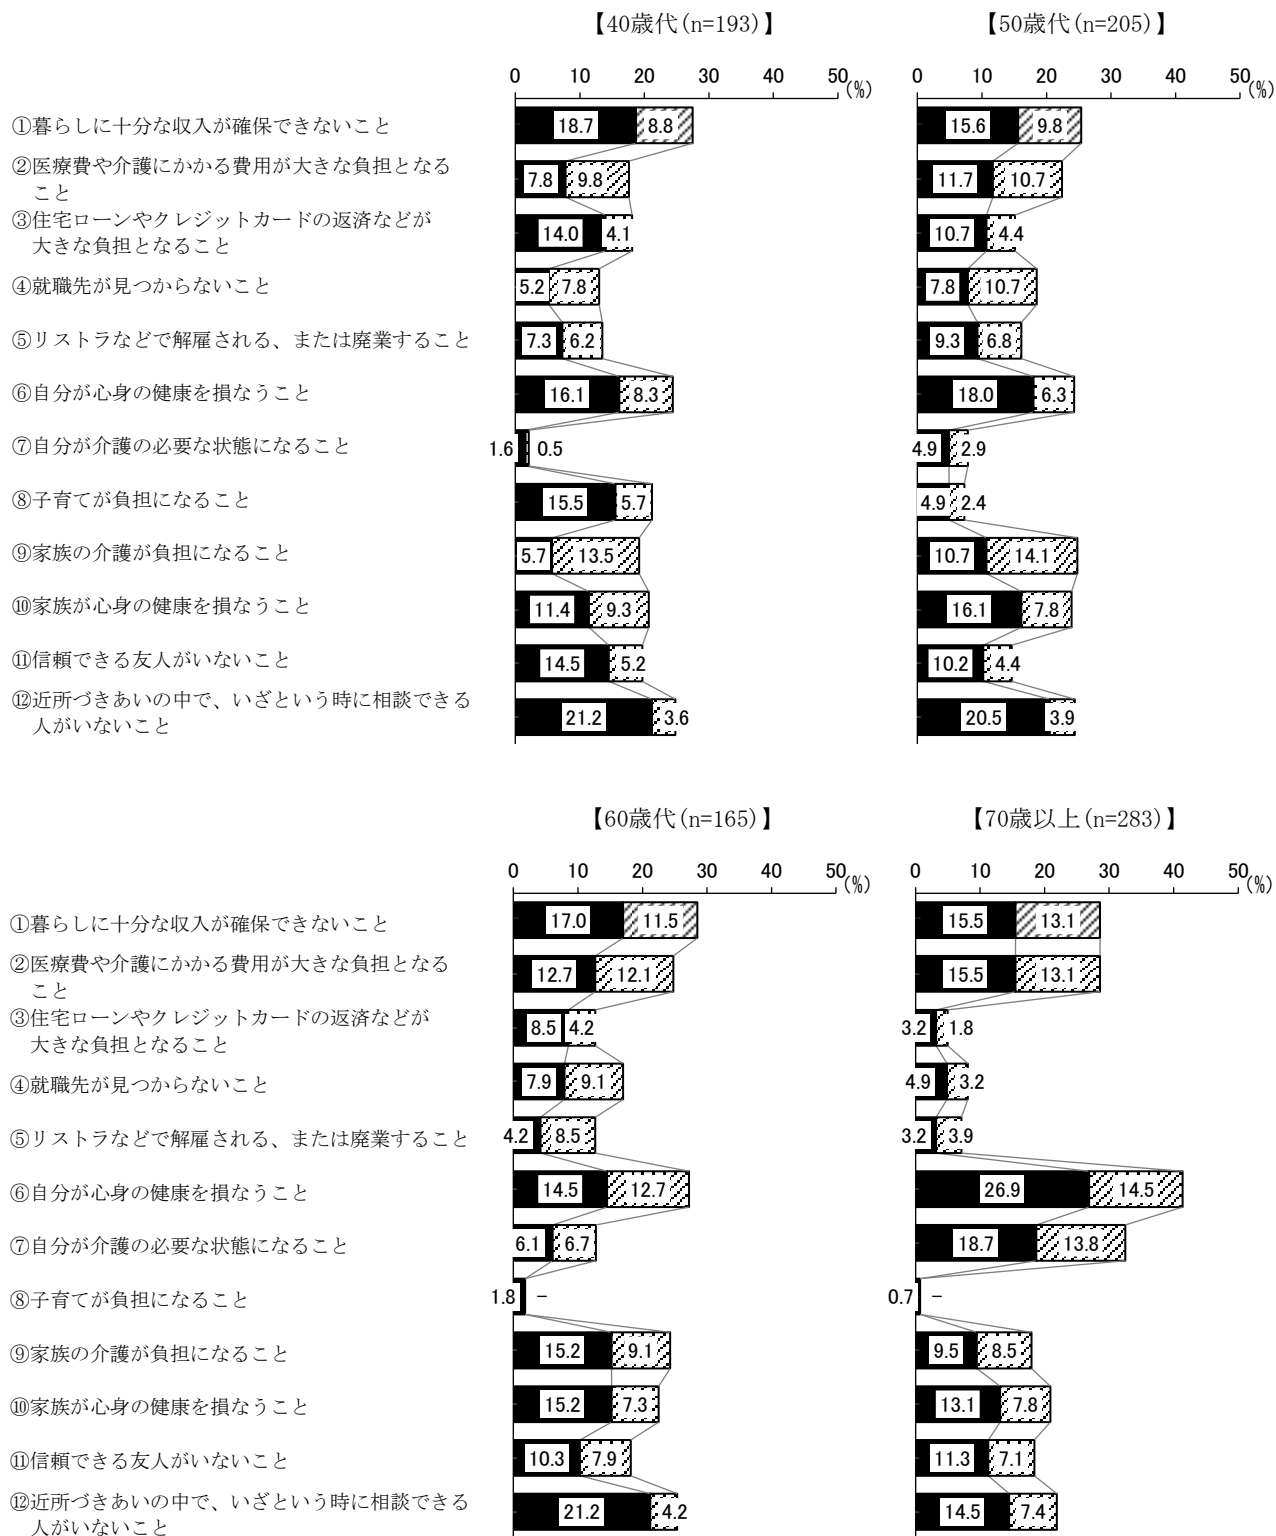 【40歳代(n=193)】
【50歳代(n=205)】
0 10 20 30 40 50 (%)
0 10 20 30 40 50 (%)
①暮らしに十分な収入が確保できないこと 18.7 8.8 15.6 9.8
②医療費や介護にかかる費用が大きな負担となる
こと 7.8 9.8 11.7 10.7
③住宅ローンやクレジットカードの返済などが
大きな負担となること 14.0 4.1 10.7 4.4
④就職先が見つからないこと 5.2 7.8 7.8 10.7
⑤リストラなどで解雇される、または廃業すること 7.3 6.2 9.3 6.8
⑥自分が心身の健康を損なうこと 16.1 8.3 18.0 6.3
⑦自分が介護の必要な状態になること 1.6 0.5 4.9 2.9
⑧子育てが負担になること 15.5 5.7 4.9 2.4
⑨家族の介護が負担になること 5.7 13.5 10.7 14.1
⑩家族が心身の健康を損なうこと 11.4 9.3 16.1 7.8
⑪信頼できる友人がいないこと 14.5 5.2 10.2 4.4
⑫近所づきあいの中で、いざという時に相談できる
人がいないこと 21.2 3.6 20.5 3.9
【60歳代(n=165)】
【70歳以上(n=283)】
0 10 20 30 40 50 (%)
0 10 20 30 40 50 (%)
①暮らしに十分な収入が確保できないこと 17.0 11.5 15.5 13.1
②医療費や介護にかかる費用が大きな負担となる
こと 12.7 12.1 15.5 13.1
③住宅ローンやクレジットカードの返済などが
大きな負担となること 8.5 4.2 3.2 1.8
④就職先が見つからないこと 7.9 9.1 4.9 3.2
⑤リストラなどで解雇される、または廃業すること 4.2 8.5 3.2 3.9
⑥自分が心身の健康を損なうこと 14.5 12.7 26.9 14.5
⑦自分が介護の必要な状態になること 6.1 6.7 18.7 13.8
⑧子育てが負担になること 1.8 － 0.7 －
⑨家族の介護が負担になること 15.2 9.1 9.5 8.5
⑩家族が心身の健康を損なうこと 15.2 7.3 13.1 7.8
⑪信頼できる友人がいないこと 10.3 7.9 11.3 7.1
⑫近所づきあいの中で、いざという時に相談できる
人がいないこと 21.2 4.2 14.5 7.4